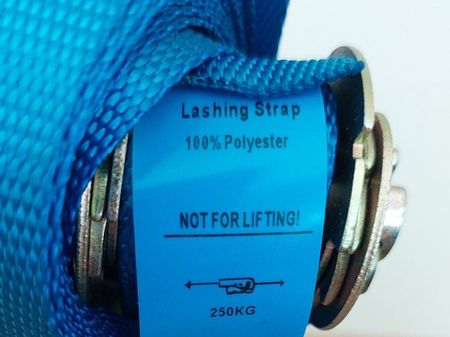 Lashing Strap
100% Polyester
NOT FOR LIFTING!
250KG